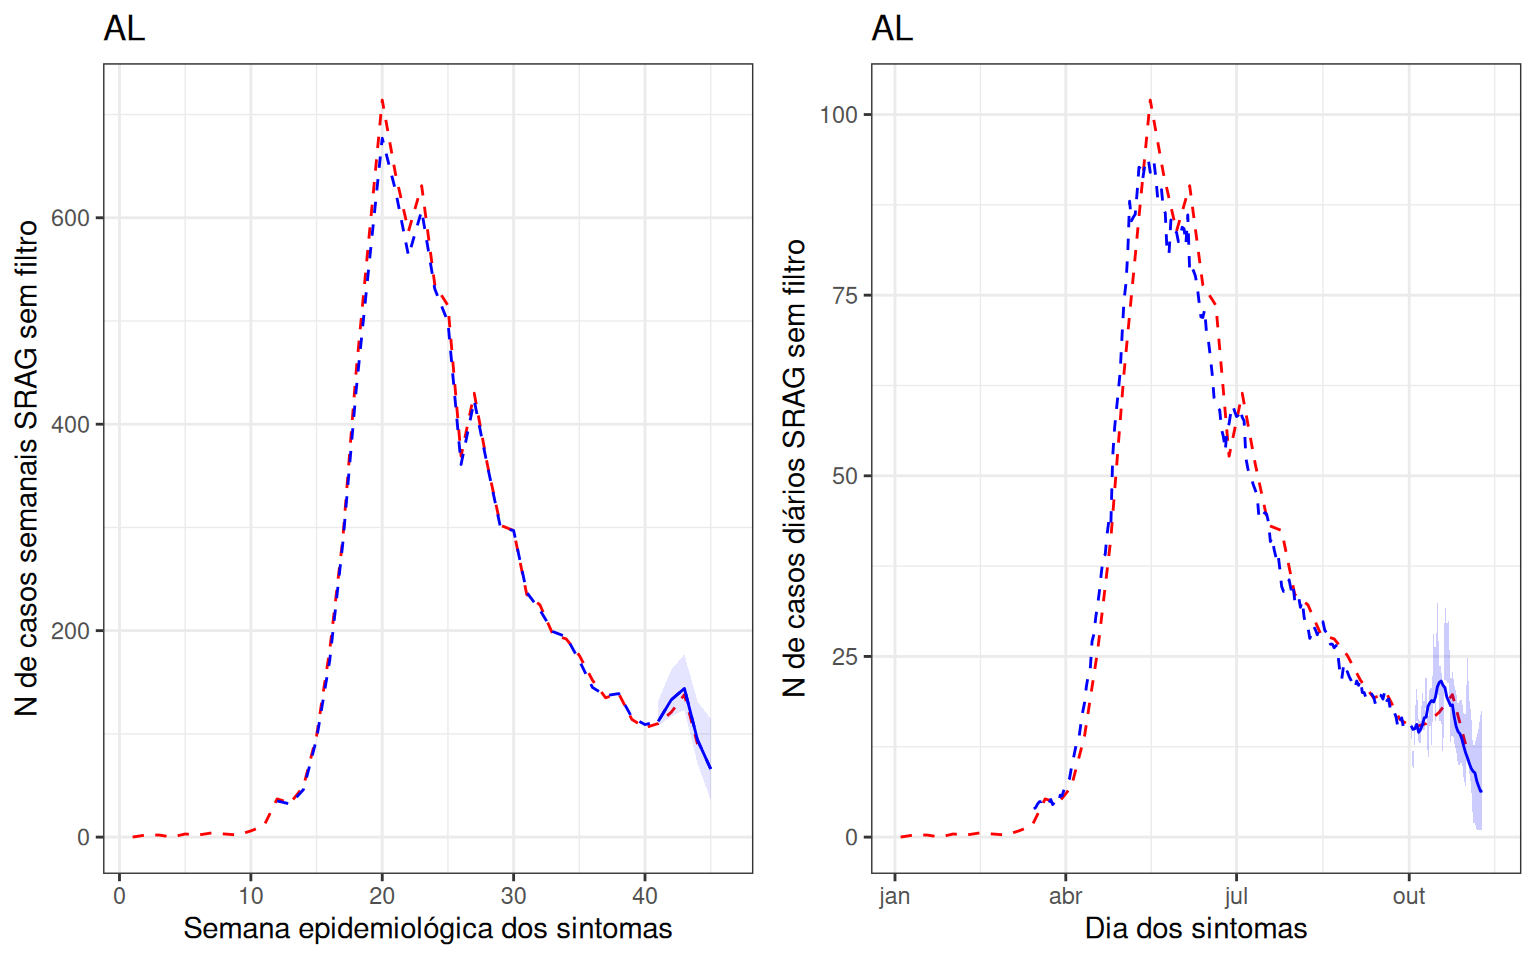 AL
N de casos semanais SRAG sem filtro
600
400
200
0
0 10 20 30 40
Semana epidemiológica dos sintomas
AL
N de casos diários SRAG sem filtro
100
75
50
25
0
jan abr jul out
Dia dos sintomas